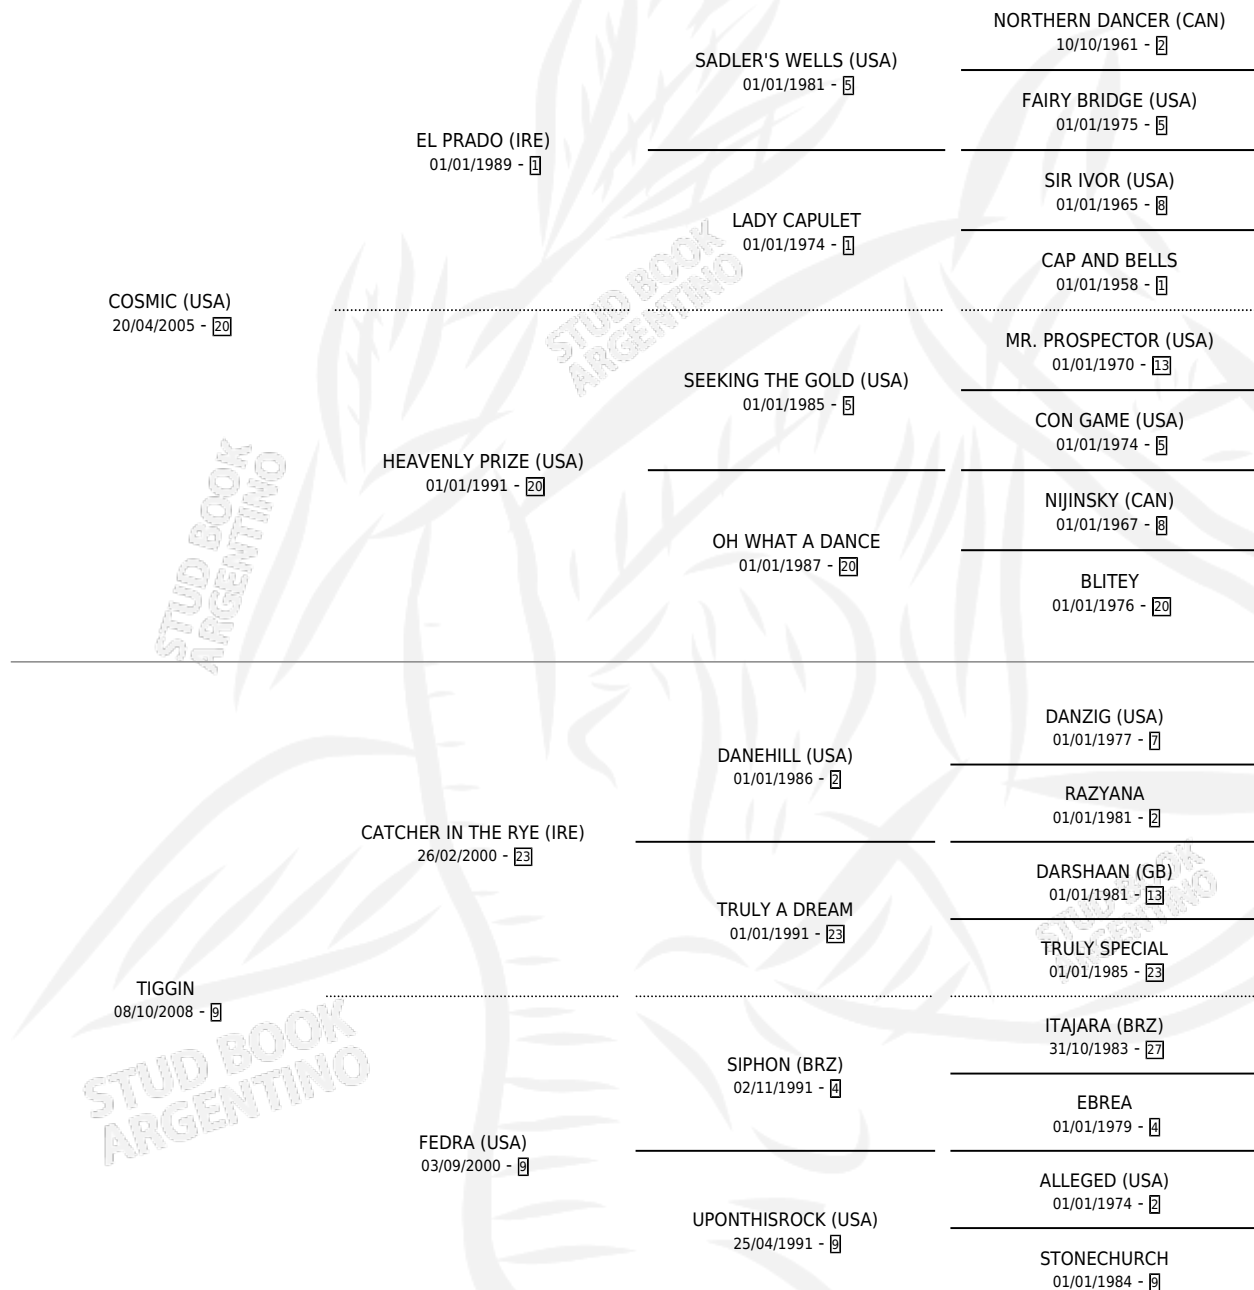 NORTHERN DANCER (CAN)
10/10/1961 - 2
SADLER'S WELLS (USA)
01/01/1981 - 5
FAIRY BRIDGE (USA)
01/01/1975 - 5
EL PRADO (IRE)
01/01/1989 - 1
SIR IVOR (USA)
01/01/1965 - 8
LADY CAPULET
01/01/1974 - 1
CAP AND BELLS
01/01/1958 - 1
COSMIC (USA)
20/04/2005 - 20
MR. PROSPECTOR (USA)
01/01/1970 - 13
SEEKING THE GOLD (USA)
01/01/1985 - 5
CON GAME (USA)
01/01/1974 - 5
HEAVENLY PRIZE (USA)
01/01/1991 - 20
NIJINSKY (CAN)
01/01/1967 - 8
OH WHAT A DANCE
01/01/1987 - 20
BLITEY
01/01/1976 - 20
DANZIG (USA)
01/01/1977 - 7
DANEHILL (USA)
01/01/1986 - 2
RAZYANA
01/01/1981 - 2
CATCHER IN THE RYE (IRE)
26/02/2000 - 23
DARSHAAN (GB)
01/01/1981 - 13
TRULY A DREAM
01/01/1991 - 23
TRULY SPECIAL
01/01/1985 - 23
TIGGIN
08/10/2008 - 9
ITAJARA (BRZ)
31/10/1983 - 27
SIPHON (BRZ)
02/11/1991 - 4
EBREA
01/01/1979 - 4
FEDRA (USA)
03/09/2000 - 9
ALLEGED (USA)
01/01/1974 - 2
UPONTHISROCK (USA)
25/04/1991 - 9
STONECHURCH
01/01/1984 - 9
STUD BOOK
ARGENTINO
STUD BOOK
ARGENTINO
STUD BOOK
ARGENTINO
STUD BOOK
ARGENTINO